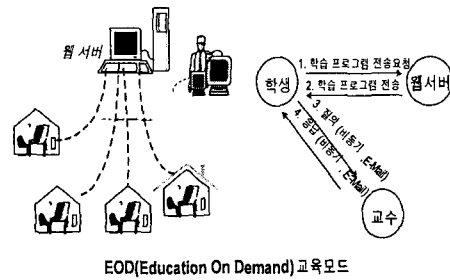 웹 서버
1. 학습 프로그램 전송요청
학생
2. 학습 프로그램 전송
웹서버
3. 질의 (비동기 , E-Mail)
4. 응답 (비동기 , E-Mail)
교수
EOD(Education On Demand) 교육모드